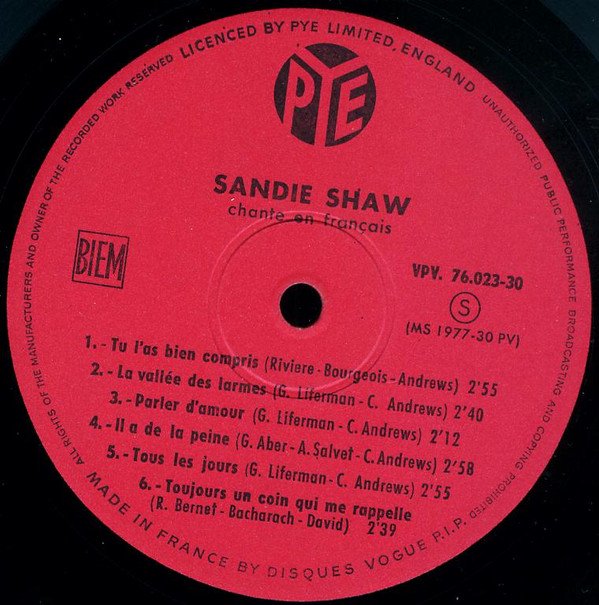 LICENCED BY PYE LIMITED, ENGLAND
UNAUTHORIZED PUBLIC PERFORMANCE BROADCASTING AND COPYING PROHIBITED
ALL RIGHTS OF THE MANUFACTURERS AND OWNER OF THE RECORDED WORK RESERVED
PYE
SANDIE SHAW
chante en français
BIEM
VPV. 76.023-30
S
(MS 1977-30 PV)
1. - Tu l'as bien compris (Riviere - Bourgeois - Andrews) 2'55
2. - La vallée des larmes (G. Liferman - C. Andrews) 2'40
3. - Parler d'amour (G. Liferman - C. Andrews) 2'12
4. - Il a de la peine (G. Aber - A. Salvet - C. Andrews) 2'58
5. - Tous les jours (G. Liferman - C. Andrews) 2'55
6. - Toujours un coin qui me rappelle
(R. Bernet - Bacharach - David) 2'39
MADE IN FRANCE BY DISQUES VOGUE P.I.P.